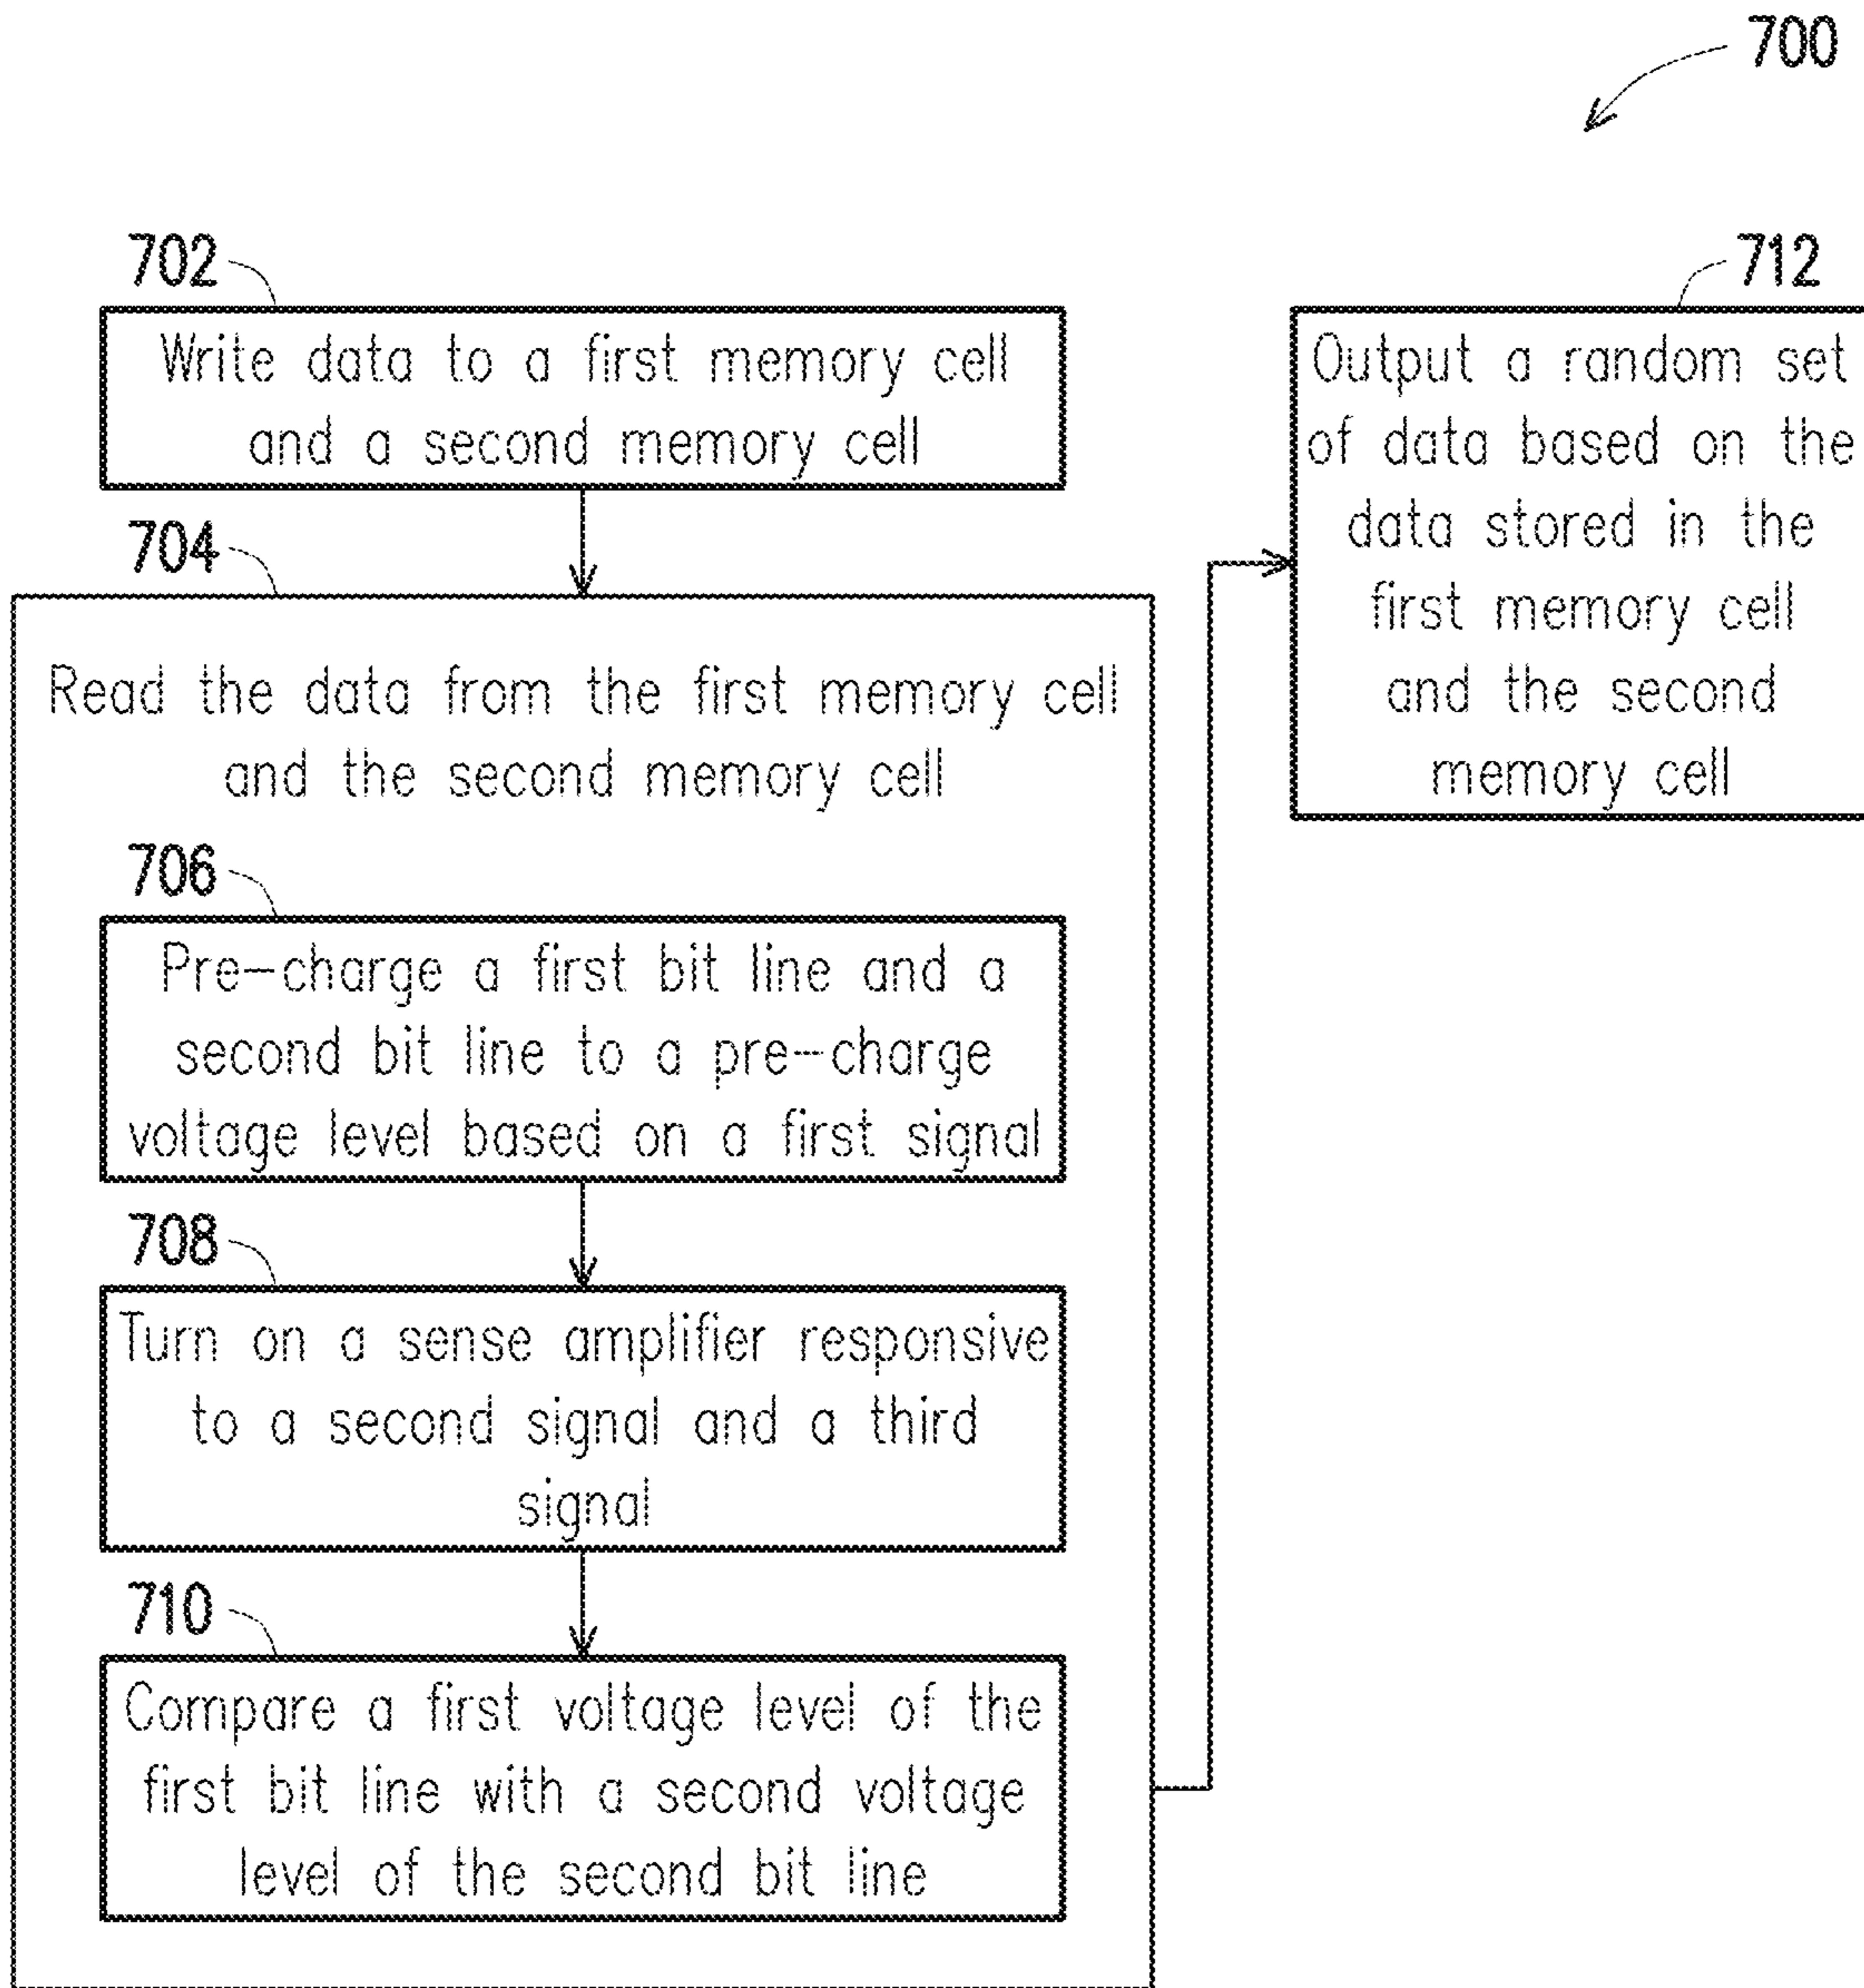 700
702
Write data to a first memory cell
and a second memory cell
704
Read the data from the first memory cell
and the second memory cell
706
Pre-charge a first bit line and a
second bit line to a pre-charge
voltage level based on a first signal
708
Turn on a sense amplifier responsive
to a second signal and a third
signal
710
Compare a first voltage level of the
first bit line with a second voltage
level of the second bit line
712
Output a random set
of data based on the
data stored in the
first memory cell
and the second
memory cell